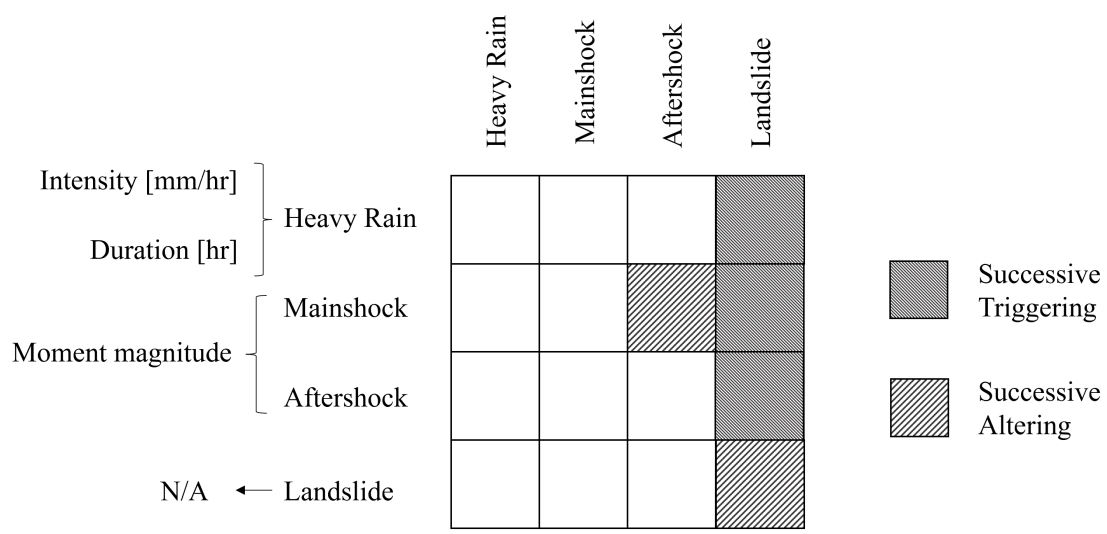 Heavy Rain
Mainshock
Aftershock
Landslide
Intensity [mm/hr]
Heavy Rain
Duration [hr]
Mainshock
Moment magnitude
Aftershock
N/A
Landslide
Successive
Triggering
Successive
Altering